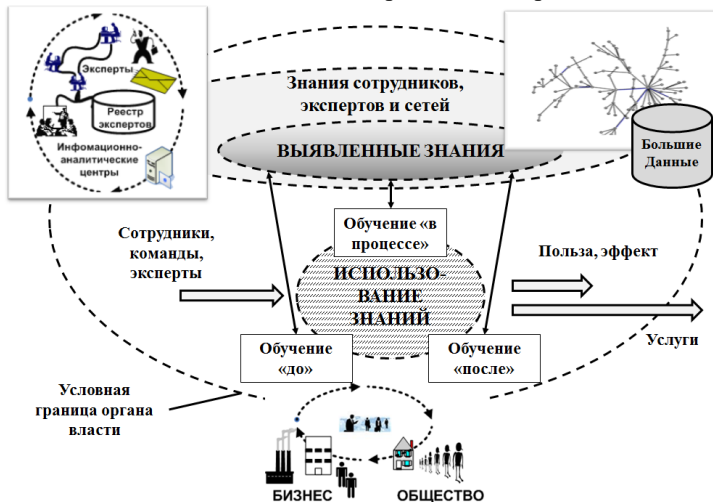 Эксперты
Реестр
экспертов
Инфомационно-
аналитические
центры
Знания сотрудников,
экспертов и сетей
ВЫЯВЛЕННЫЕ ЗНАНИЯ
Большие
Данные
Обучение «в
процессе»
Сотрудники,
команды,
эксперты
ИСПОЛЬЗО-
ВАНИЕ
ЗНАНИЙ
Польза, эффект
Услуги
Обучение
«до»
Обучение
«после»
Условная
граница органа
власти
БИЗНЕС
ОБЩЕСТВО